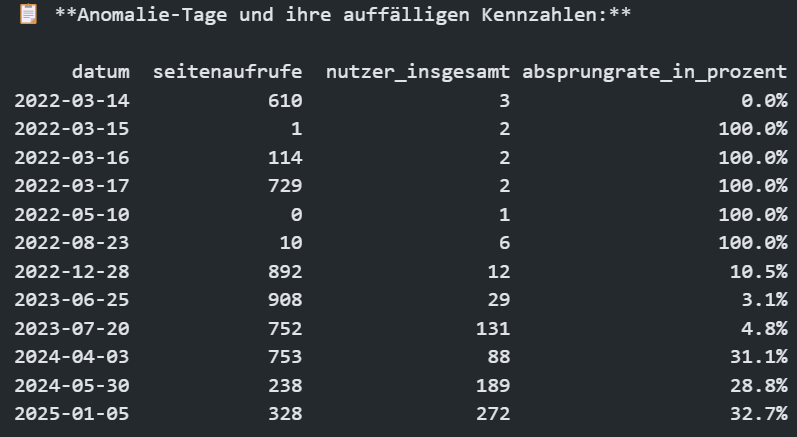 📋 **Anomalie-Tage und ihre auffälligen Kennzahlen:**
datum seitenaufrufe nutzer_insgesamt absprungrate_in_prozent
2022-03-14 610 3 0.0%
2022-03-15 1 2 100.0%
2022-03-16 114 2 100.0%
2022-03-17 729 2 100.0%
2022-05-10 0 1 100.0%
2022-08-23 10 6 100.0%
2022-12-28 892 12 10.5%
2023-06-25 908 29 3.1%
2023-07-20 752 131 4.8%
2024-04-03 753 88 31.1%
2024-05-30 238 189 28.8%
2025-01-05 328 272 32.7%